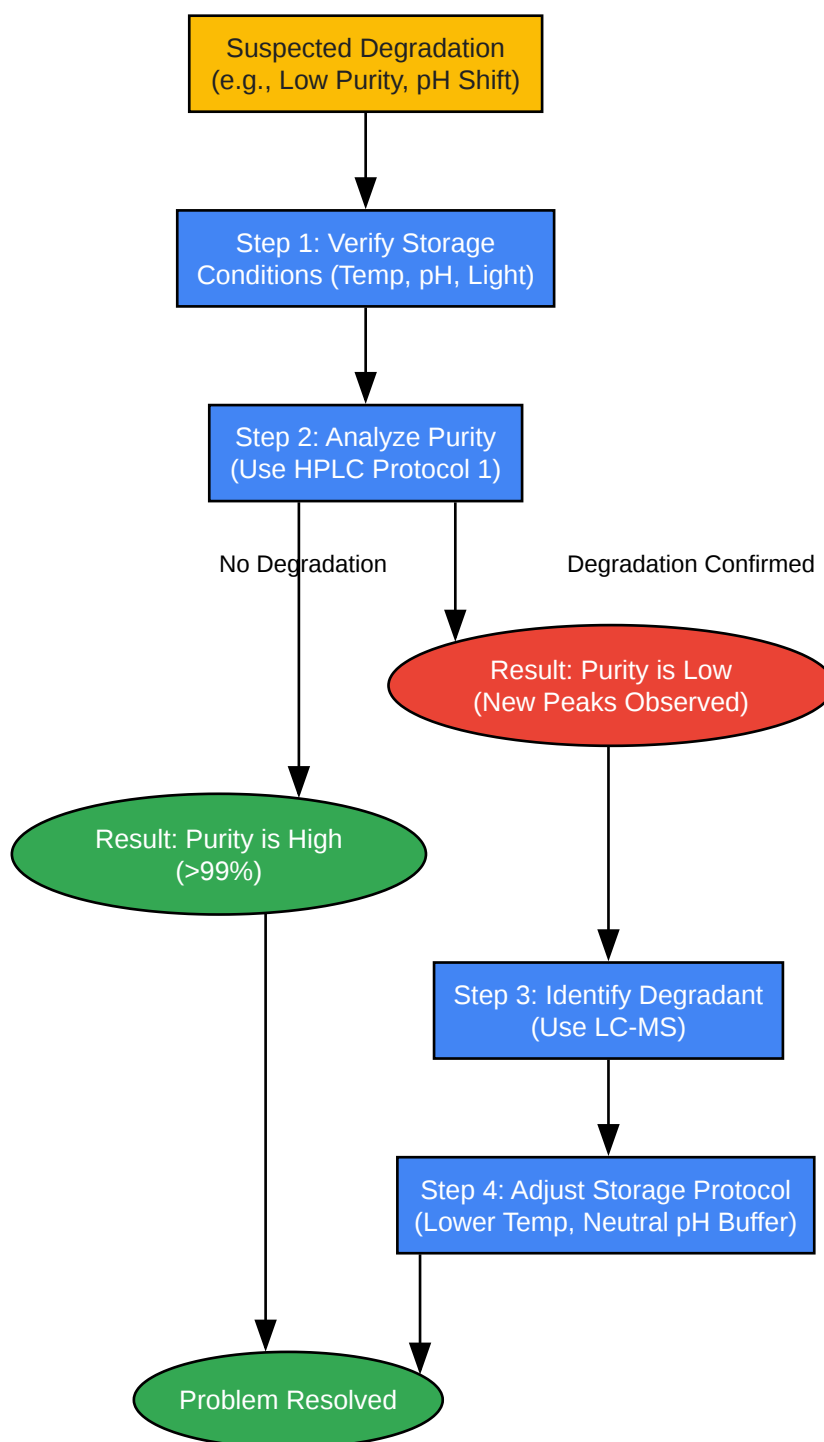 Suspected Degradation
(e.g., Low Purity, pH Shift)
Step 1: Verify Storage
Conditions (Temp, pH, Light)
Step 2: Analyze Purity
(Use HPLC Protocol 1)
No Degradation
Degradation Confirmed
Result: Purity is Low
(New Peaks Observed)
Result: Purity is High
(>99%)
Step 3: Identify Degradant
(Use LC-MS)
Step 4: Adjust Storage Protocol
(Lower Temp, Neutral pH Buffer)
Problem Resolved